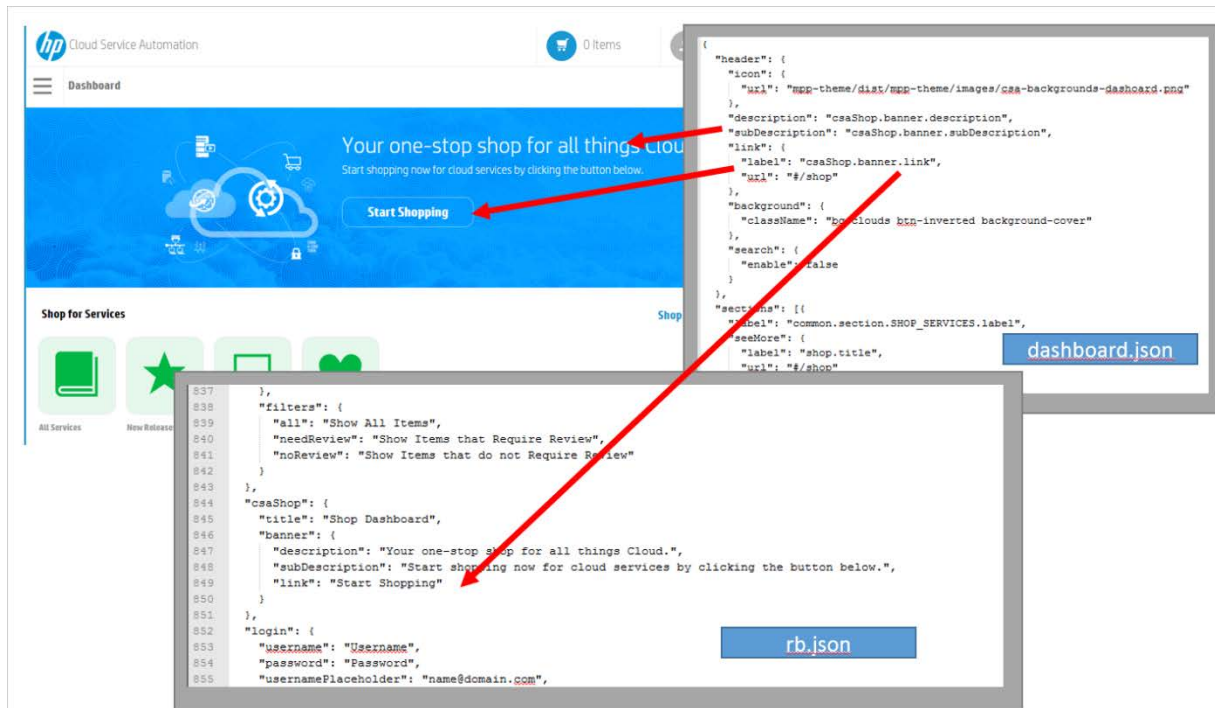 hp Cloud Service Automation
0 Items
Dashboard
Your one-stop shop for all things Clou
Start shopping now for cloud services by clicking the button below.
Start Shopping
Shop for Services
Shop
All Services
New Release
{
"header": {
"icon": {
"url": "mpp-theme/dist/mpp-theme/images/csa-backgrounds-dashoard.png"
},
"description": "csaShop.banner.description",
"subDescription": "csaShop.banner.subDescription",
"link": {
"label": "csaShop.banner.link",
"url": "#/shop"
},
"background": {
"className": "bg-clouds btn-inverted background-cover"
},
"search": {
"enable": false
}
},
"sections": [{
"label": "common.section.SHOP_SERVICES.label",
"seeMore": {
"label": "shop.title",
"url": "#/shop"
dashboard.json
837 },
838 "filters": {
839 "all": "Show All Items",
840 "needReview": "Show Items that Require Review",
841 "noReview": "Show Items that do not Require Review"
842 }
843 },
844 "csaShop": {
845 "title": "Shop Dashboard",
846 "banner": {
847 "description": "Your one-stop shop for all things Cloud.",
848 "subDescription": "Start shopping now for cloud services by clicking the button below.",
849 "link": "Start Shopping"
850 }
851 },
852 "login": {
853 "username": "Username",
854 "password": "Password",
855 "usernamePlaceholder": "name@domain.com",
rb.json